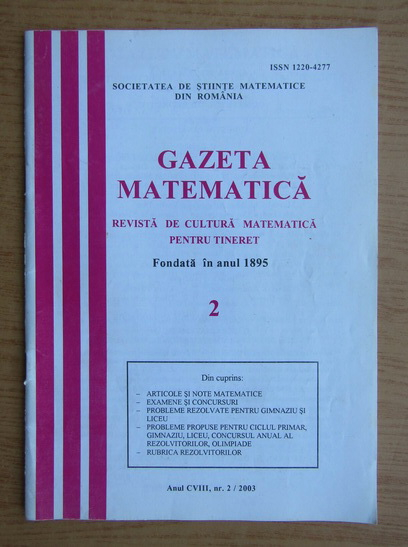 ISSN 1220-4277
SOCIETATEA DE ȘTIINȚE MATEMATICE
DIN ROMÂNIA
GAZETA
MATEMATICĂ
REVISTĂ DE CULTURĂ MATEMATICĂ
PENTRU TINERET
Fondată în anul 1895
2
Din cuprins:
– ARTICOLE ȘI NOTE MATEMATICE
– EXAMENE ȘI CONCURSURI
– PROBLEME REZOLVATE PENTRU GIMNAZIU ȘI
LICEU
– PROBLEME PROPUSE PENTRU CICLUL PRIMAR,
GIMNAZIU, LICEU, CONCURSUL ANUAL AL
REZOLVITORILOR, OLIMPIADE
– RUBRICA REZOLVITORILOR
Anul CVIII, nr. 2 / 2003